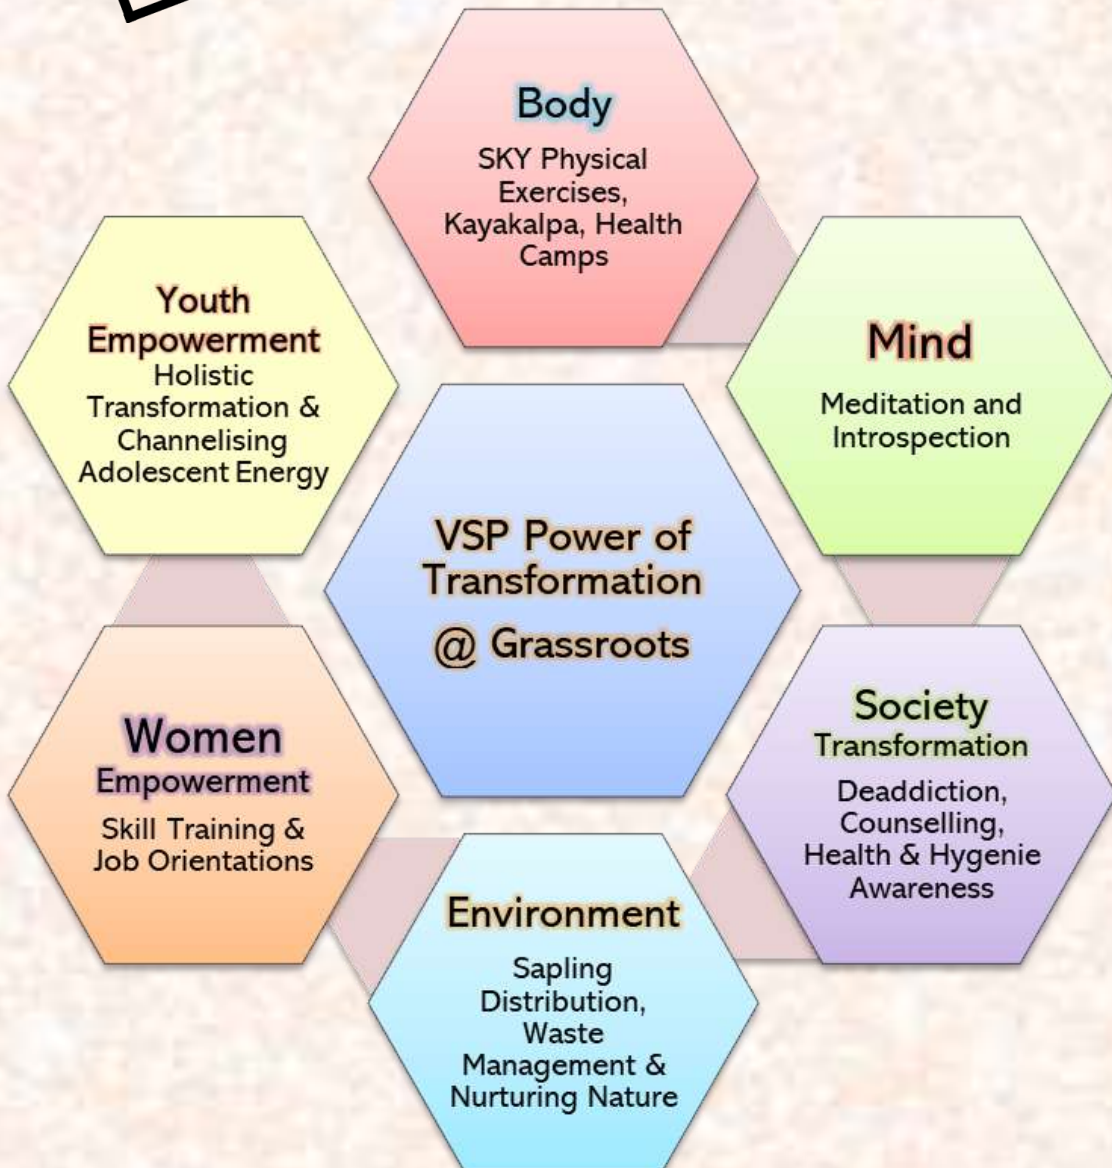 Body
SKY Physical
Exercises,
Kayakalpa, Health
Camps
Mind
Meditation and
Introspection
Society
Transformation
Deaddiction,
Counselling,
Health & Hygenie
Awareness
Environment
Sapling
Distribution,
Waste
Management &
Nurturing Nature
Women
Empowerment
Skill Training &
Job Orientations
Youth
Empowerment
Holistic
Transformation &
Channelising
Adolescent Energy
VSP Power of
Transformation
@ Grassroots